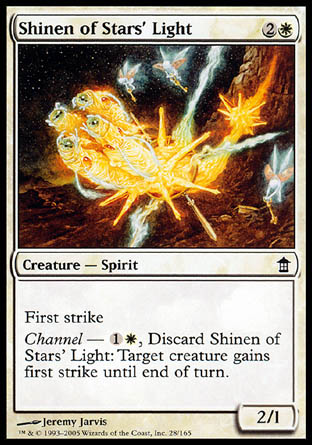 Shinen of Stars' Light 2
Creature — Spirit
First strike
Channel — 1, Discard Shinen of
Stars' Light: Target creature gains
first strike until end of turn.
Jeremy Jarvis
™ & © 1993–2005 Wizards of the Coast, Inc. 28/165
2/1